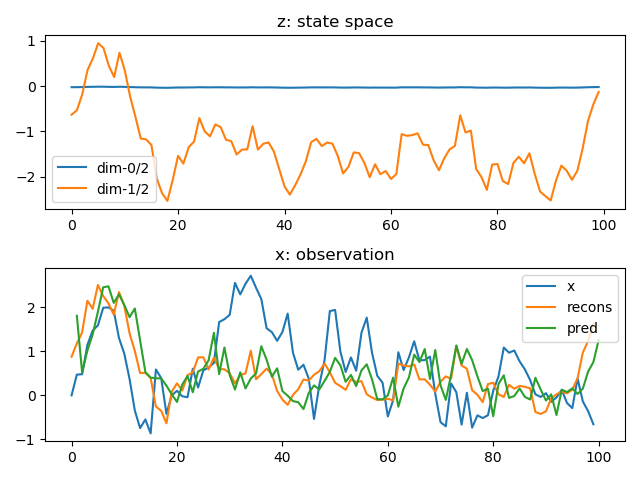 z: state space
1
0
−1
−2
dim-0/2
dim-1/2
0 20 40 60 80 100
x: observation
2
1
0
−1
x
recons
pred
0 20 40 60 80 100